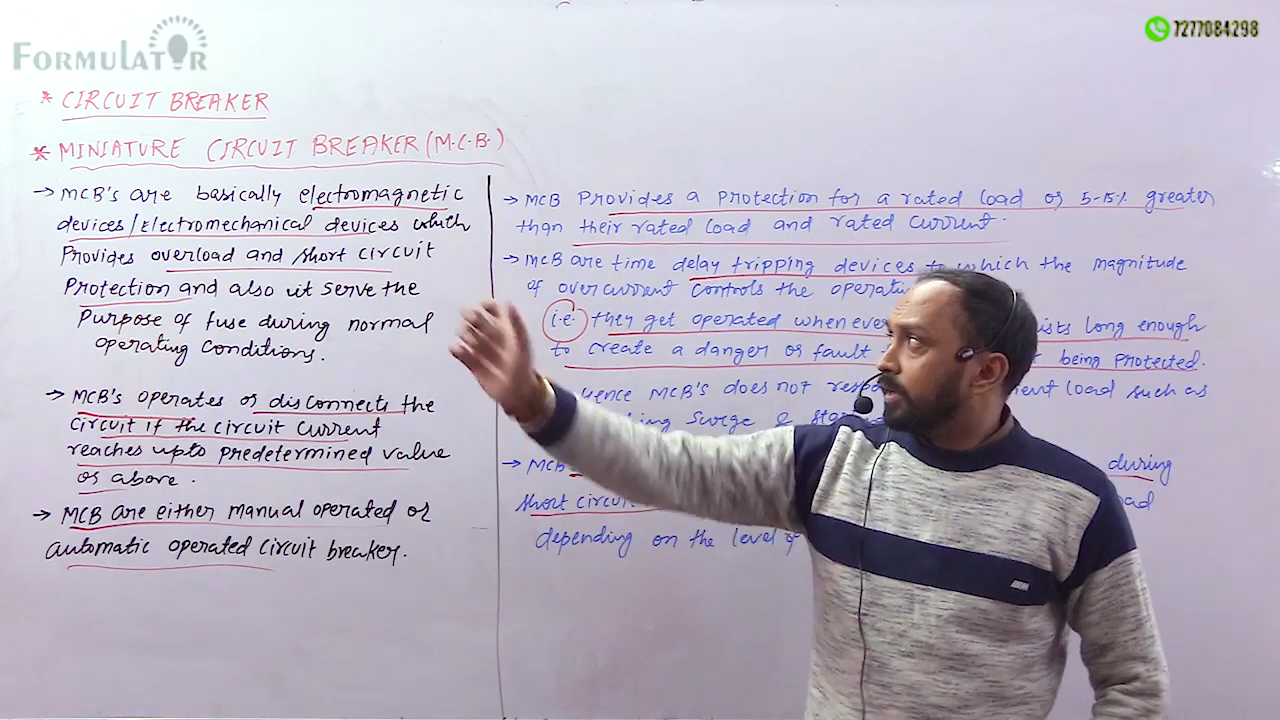 FORMULATOR
7277084298
* CIRCUIT BREAKER
* MINIATURE CIRCUIT BREAKER (M.C.B.)
→ MCB's are basically electromagnetic
devices/Electromechanical devices which
Provides overload and short circuit
Protection and also it serve the
Purpose of fuse during normal
operating Conditions.
→ MCB's operates or disconnects the
circuit if the circuit current
reaches upto predetermined value
or above.
→ MCB are either manual operated or
automatic operated circuit breaker.
→ MCB Provides a protection for a rated load or 5-15% greater
than their rated load and rated current.
→ MCB are time delay tripping devices to which the magnitude
of overcurrent controls the
i.e. they get operated whenever long enough
to create a danger or fault being protected.
Hence MCB's does not load such as
surge &
→ MCB during
short circuit
depending on the level of